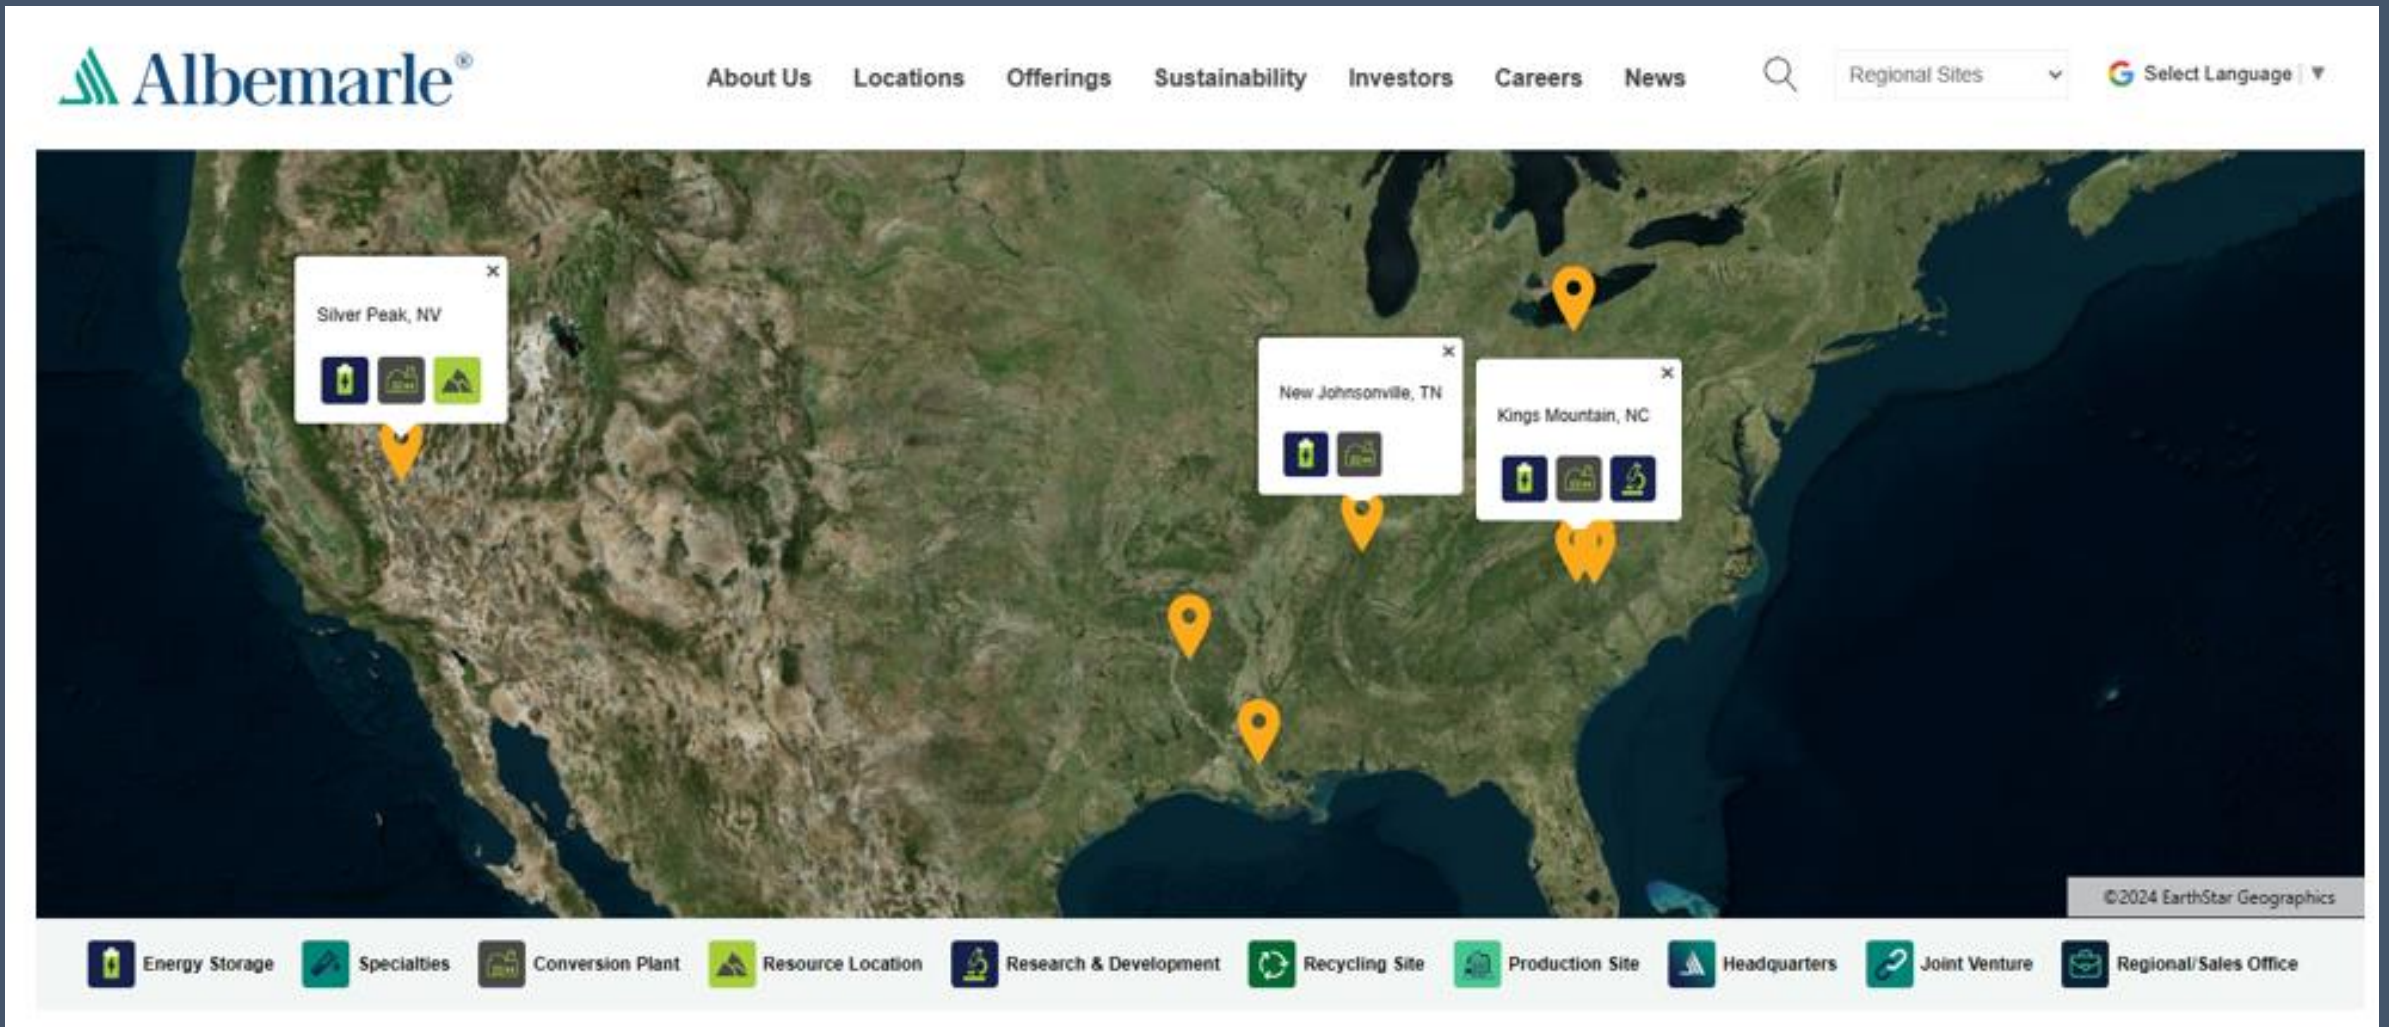 Albemarle®
About Us Locations Offerings Sustainability Investors Careers News Regional Sites G Select Language ▼
Silver Peak, NV
New Johnsonville, TN
Kings Mountain, NC
©2024 EarthStar Geographics
Energy Storage Specialties Conversion Plant Resource Location Research & Development Recycling Site Production Site Headquarters Joint Venture Regional/Sales Office